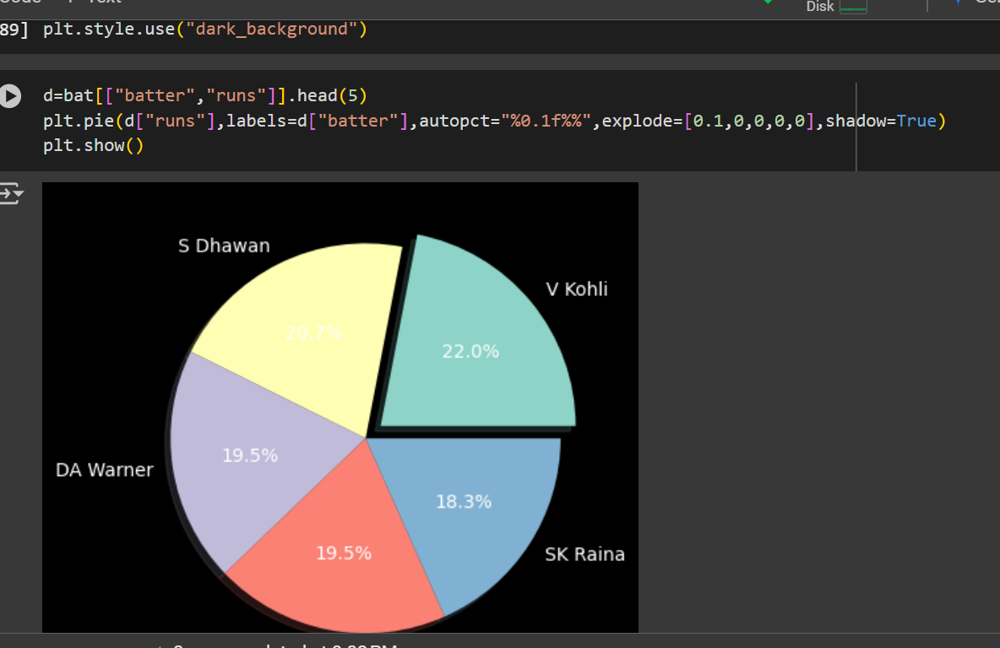 Disk
89] plt.style.use("dark_background")
d=bat[["batter","runs"]].head(5)
plt.pie(d["runs"],labels=d["batter"],autopct="%0.1f%%",explode=[0.1,0,0,0,0],shadow=True)
plt.show()
S Dhawan
V Kohli
20.7%
22.0%
19.5%
DA Warner
18.3%
19.5%
SK Raina